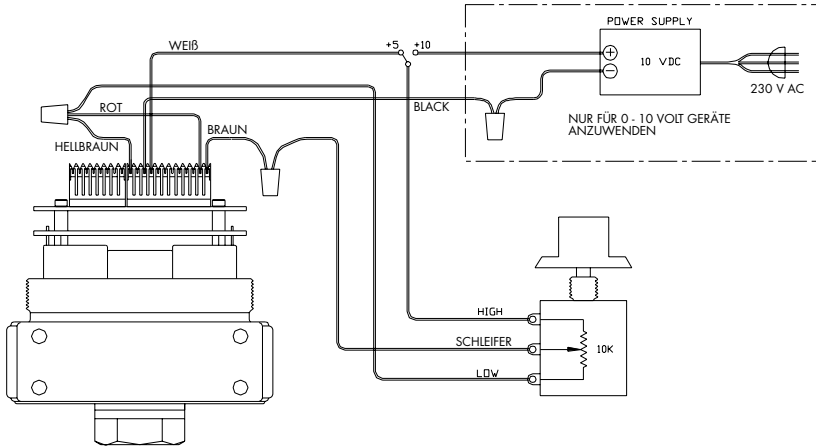 POWER SUPPLY
WEIß
+5
+10
+
10 VDC
−
230 V AC
ROT
BLACK
BRAUN
NUR FÜR 0 - 10 VOLT GERÄTE
ANZUWENDEN
HELLBRAUN
HIGH
SCHLEIFER
10K
LOW